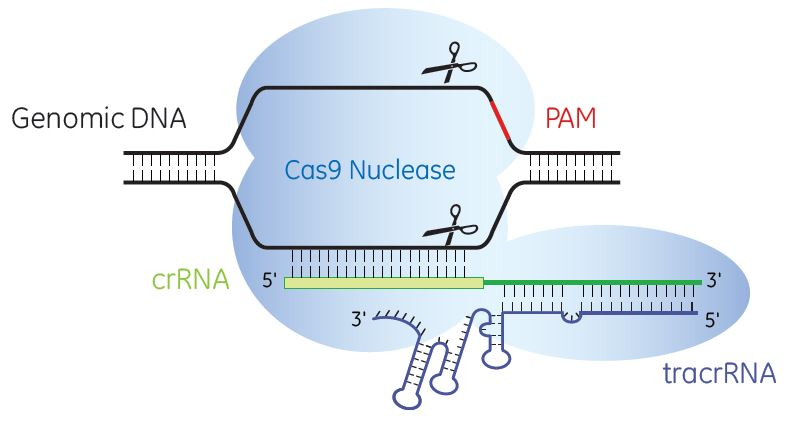 Genomic DNA
PAM
Cas9 Nuclease
crRNA
5'
3'
3'
5'
tracrRNA